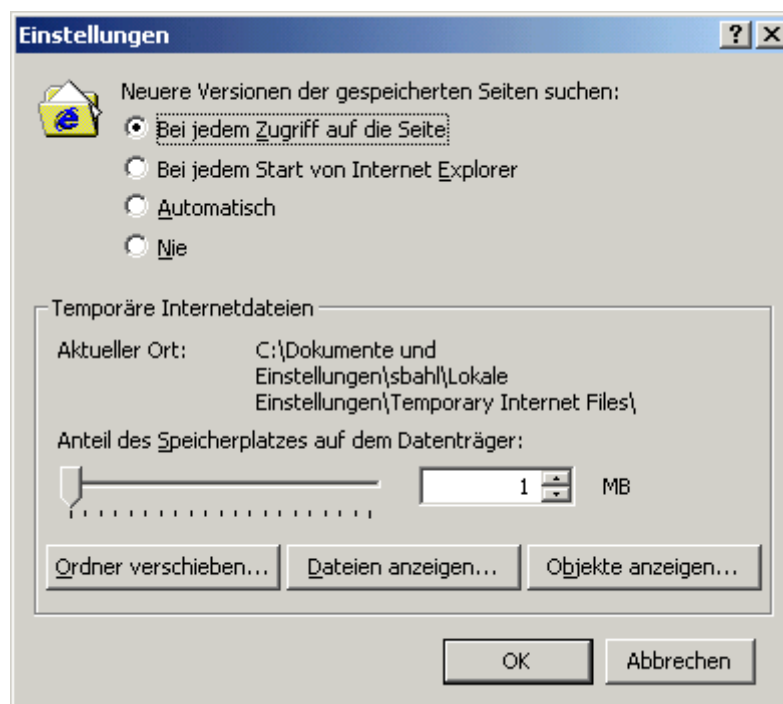 Einstellungen
Neuere Versionen der gespeicherten Seiten suchen:
Bei jedem Zugriff auf die Seite
Bei jedem Start von Internet Explorer
Automatisch
Nie
Temporäre Internetdateien
Aktueller Ort: C:\Dokumente und
Einstellungen\sbahl\Lokale
Einstellungen\Temporary Internet Files\
Anteil des Speicherplatzes auf dem Datenträger:
1 MB
Ordner verschieben... Dateien anzeigen... Objekte anzeigen...
OK Abbrechen